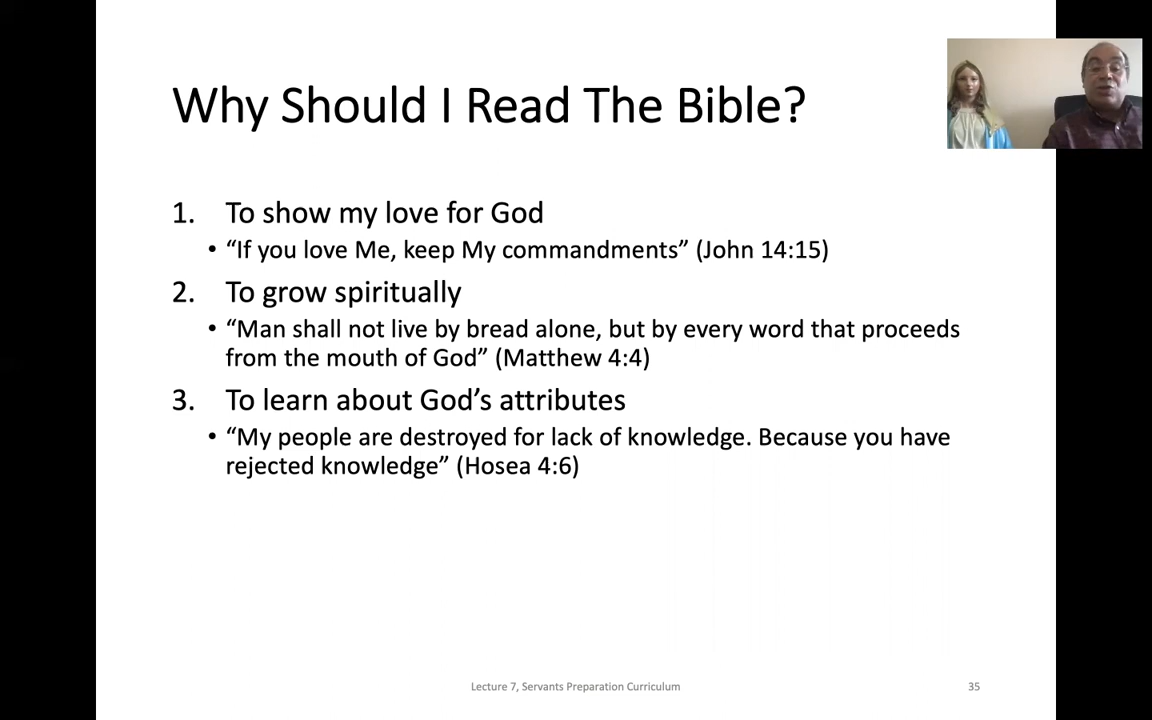 Why Should I Read The Bible?
1. To show my love for God
• “If you love Me, keep My commandments” (John 14:15)
2. To grow spiritually
• “Man shall not live by bread alone, but by every word that proceeds
from the mouth of God” (Matthew 4:4)
3. To learn about God’s attributes
• “My people are destroyed for lack of knowledge. Because you have
rejected knowledge” (Hosea 4:6)
Lecture 7, Servants Preparation Curriculum
35